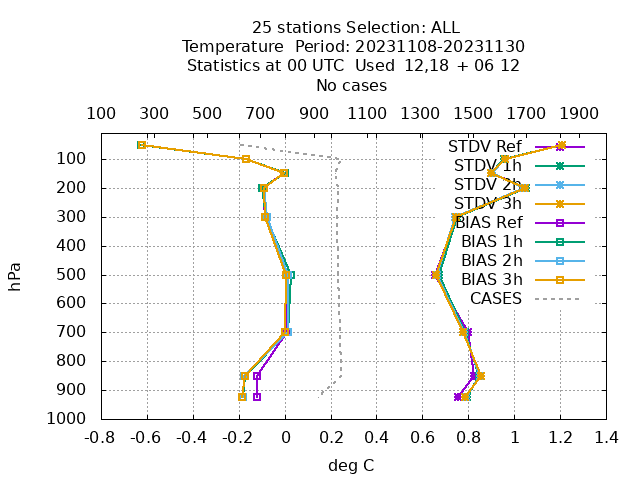 25 stations Selection: ALL
Temperature  Period: 20231108-20231130
Statistics at 00 UTC  Used  12,18 + 06 12
No cases
100 300 500 700 900 1100 1300 1500 1700 1900
STDV Ref
STDV 1h
STDV 2h
STDV 3h
BIAS Ref
BIAS 1h
BIAS 2h
BIAS 3h
CASES
hPa
100
200
300
400
500
600
700
800
900
1000
-0.8 -0.6 -0.4 -0.2 0 0.2 0.4 0.6 0.8 1 1.2 1.4
deg C